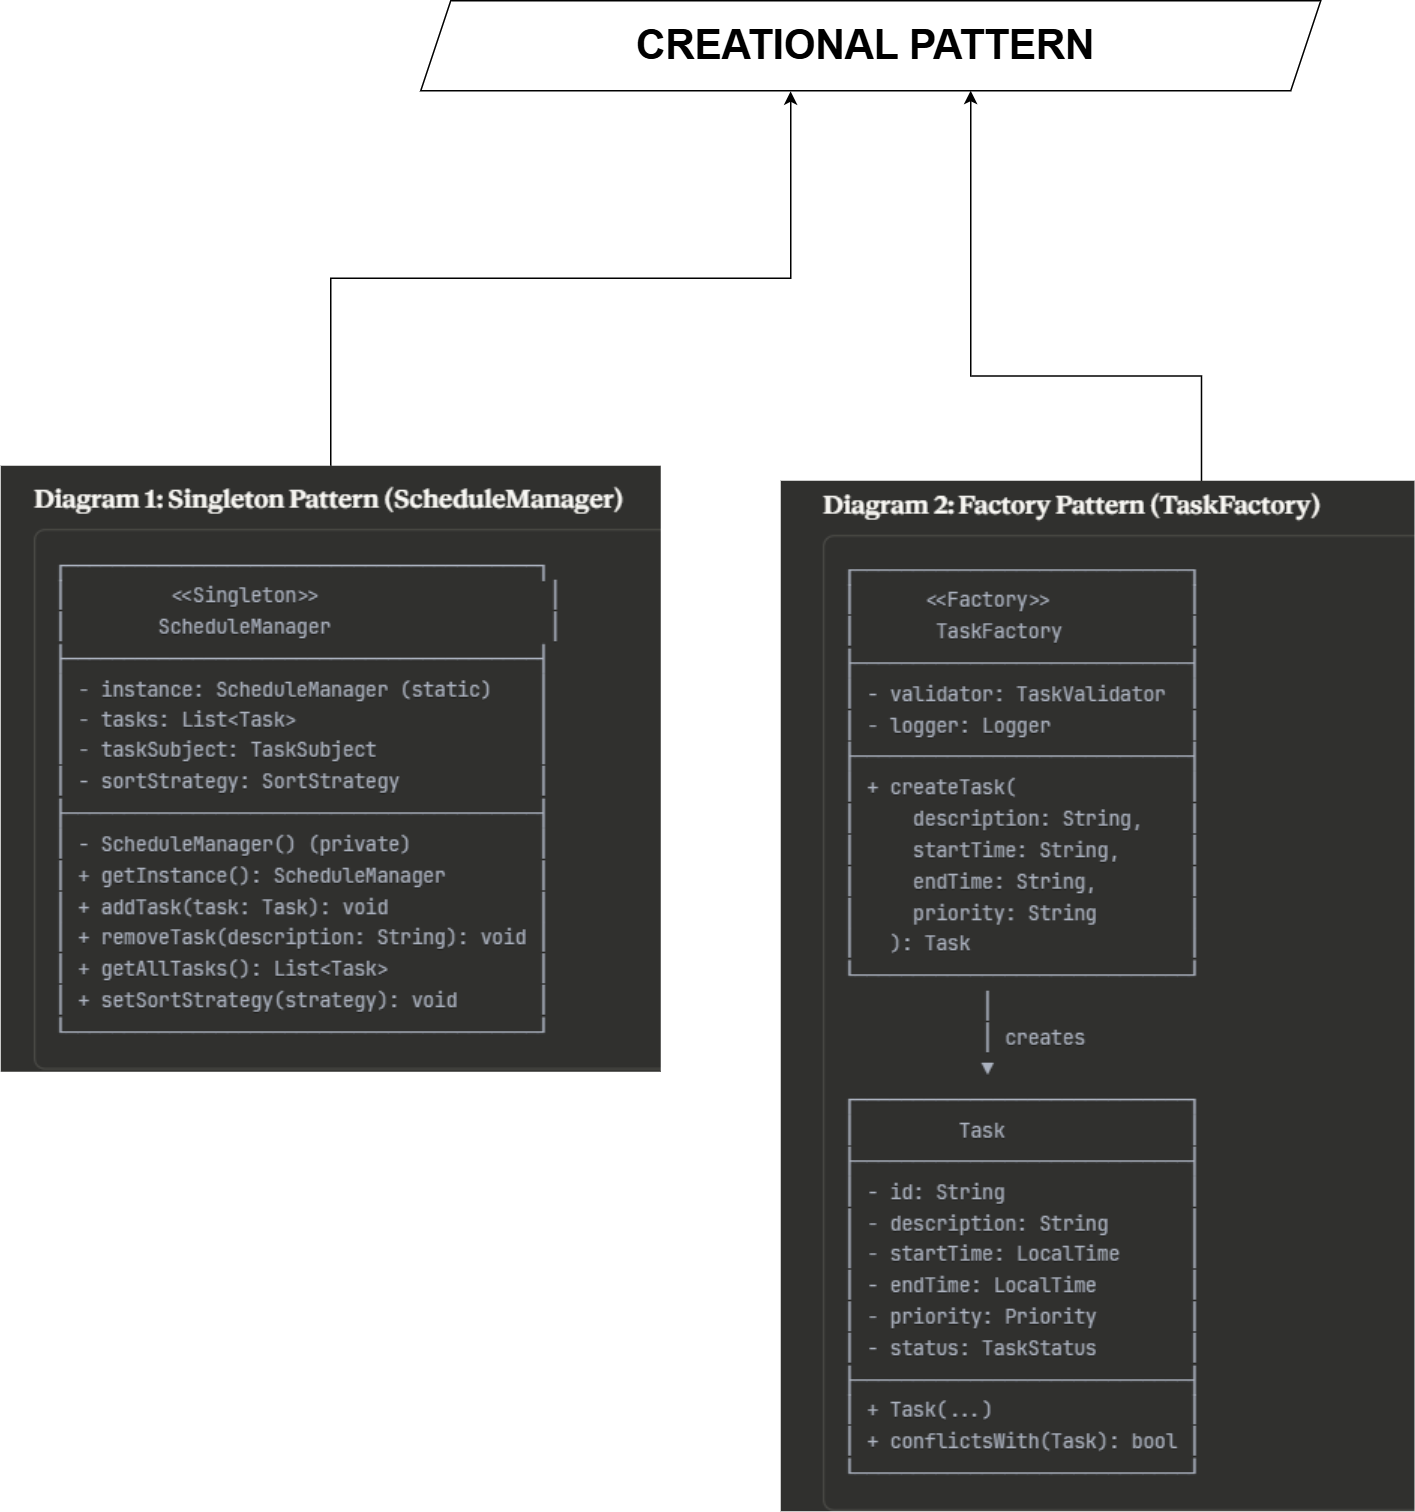 CREATIONAL PATTERN
Diagram 1: Singleton Pattern (ScheduleManager)
<<Singleton>>
ScheduleManager
- instance: ScheduleManager (static)
- tasks: List<Task>
- taskSubject: TaskSubject
- sortStrategy: SortStrategy
- ScheduleManager() (private)
+ getInstance(): ScheduleManager
+ addTask(task: Task): void
+ removeTask(description: String): void
+ getAllTasks(): List<Task>
+ setSortStrategy(strategy): void
Diagram 2: Factory Pattern (TaskFactory)
<<Factory>>
TaskFactory
- validator: TaskValidator
- logger: Logger
+ createTask(
description: String,
startTime: String,
endTime: String,
priority: String
): Task
creates
Task
- id: String
- description: String
- startTime: LocalTime
- endTime: LocalTime
- priority: Priority
- status: TaskStatus
+ Task(...)
+ conflictsWith(Task): bool